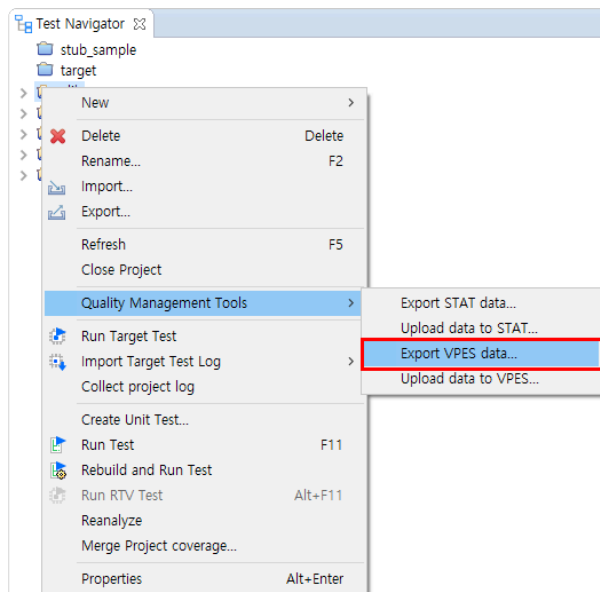 Test Navigator
stub_sample
target
New
Delete Delete
Rename... F2
Import...
Export...
Refresh F5
Close Project
Quality Management Tools
Export STAT data...
Upload data to STAT...
Export VPES data...
Upload data to VPES...
Run Target Test
Import Target Test Log
Collect project log
Create Unit Test...
Run Test F11
Rebuild and Run Test
Run RTV Test Alt+F11
Reanalyze
Merge Project coverage...
Properties Alt+Enter